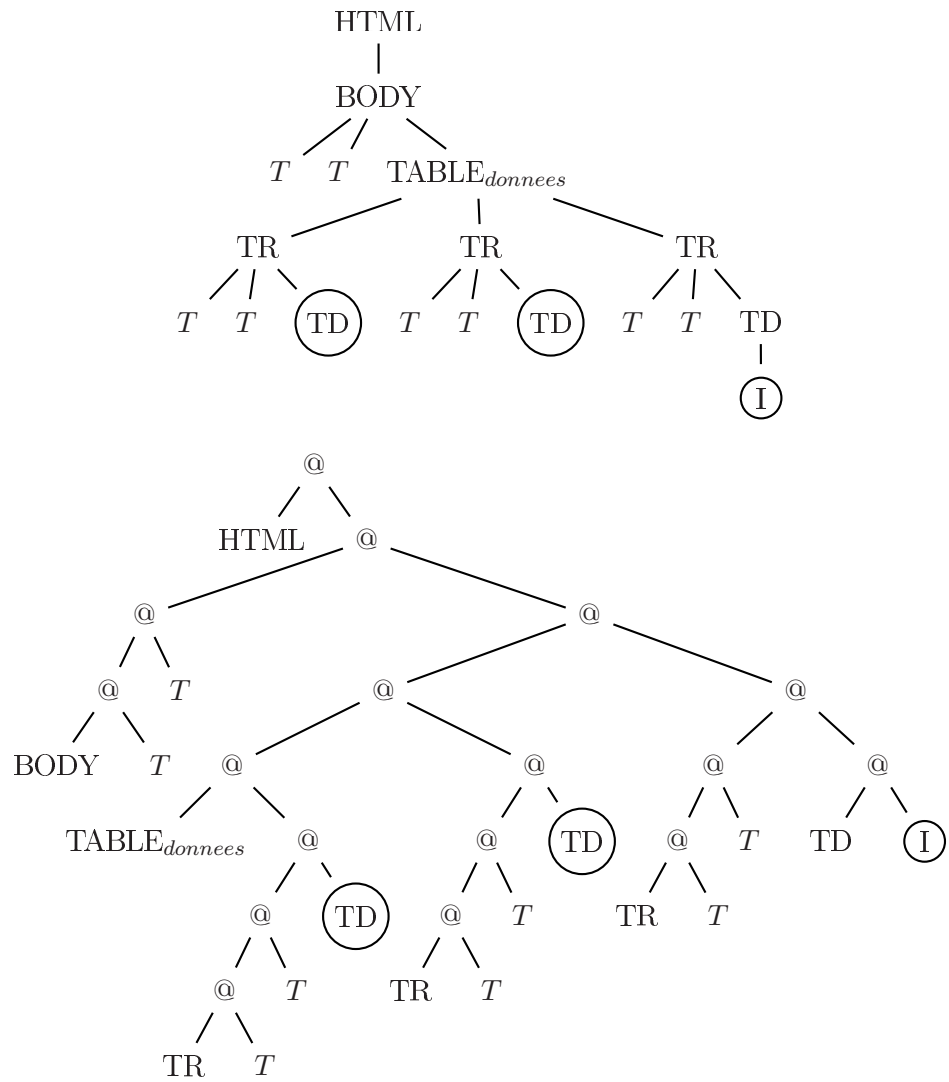 HTML
BODY
T T TABLE_donnees
TR TR TR
T T TD T T TD T T TD
I
@
HTML @
@ @
@ T @ @
BODY T @ @ @ @
TABLE_donnees @ @ TD @ T TD I
@ TD @ T TR T
@ T TR T
TR T